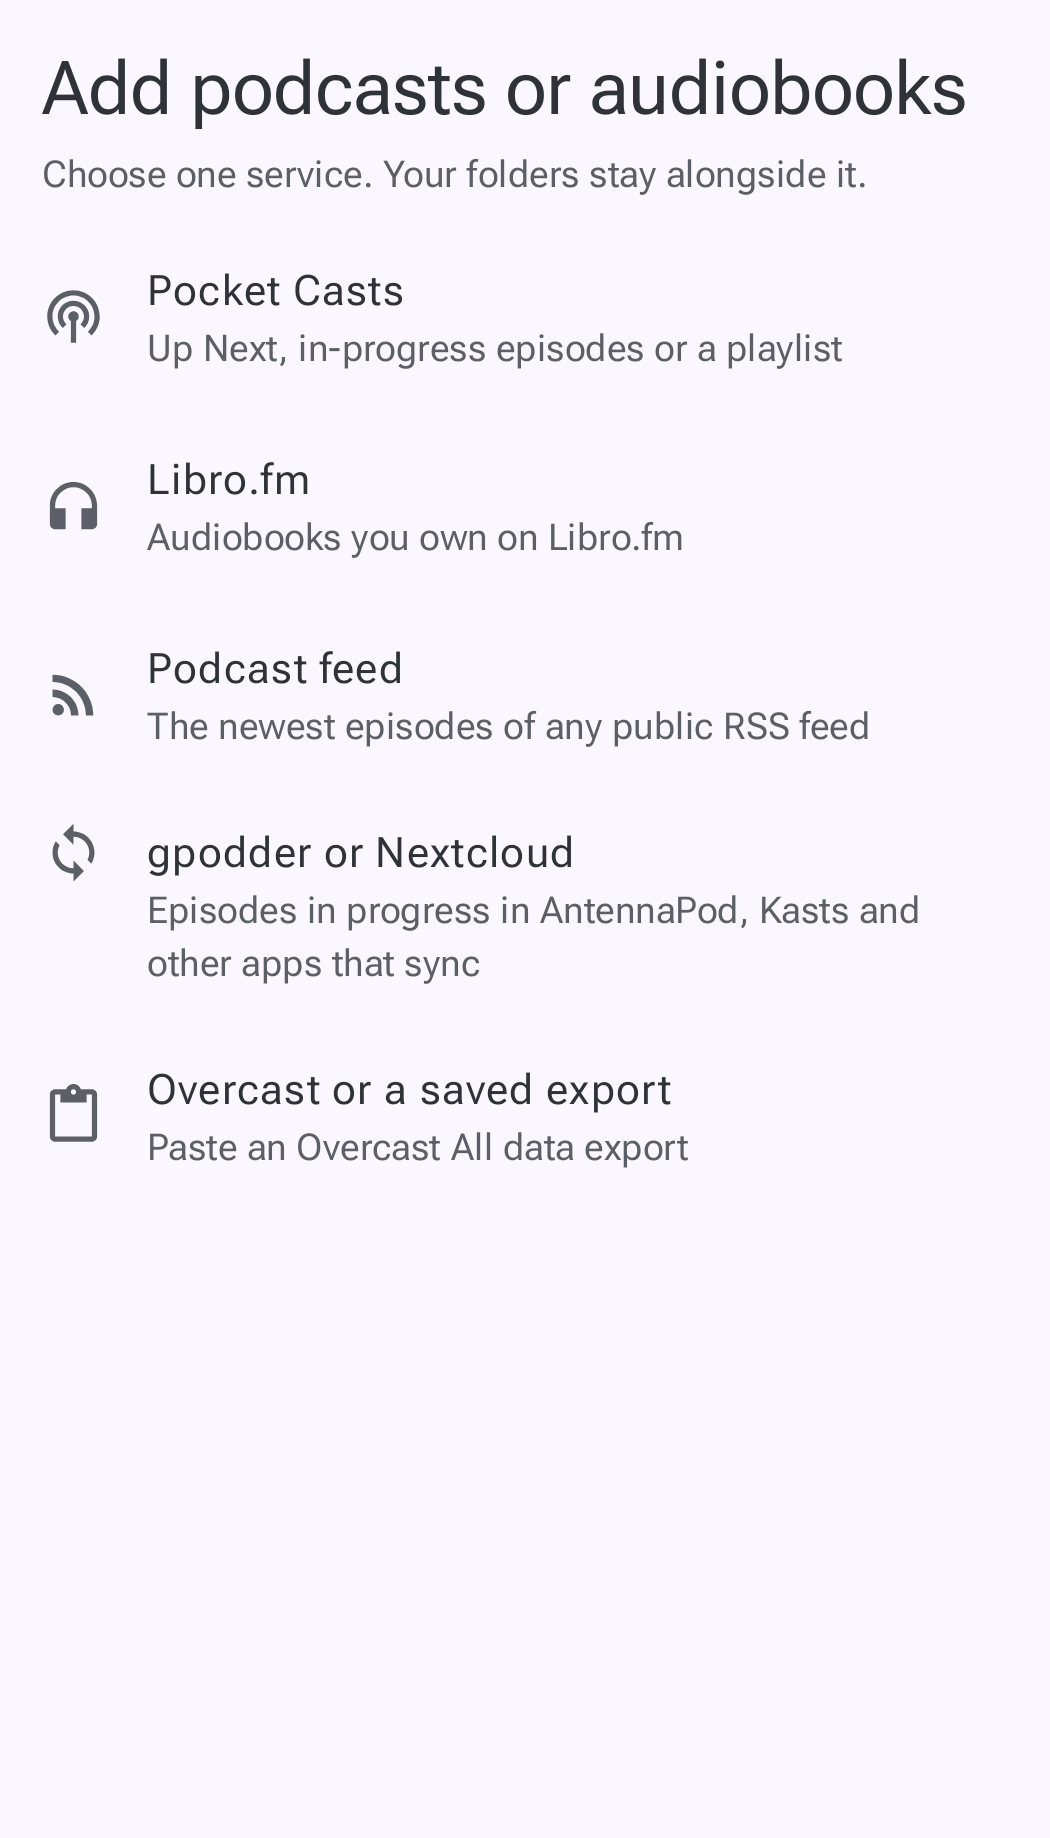 Add podcasts or audiobooks
Choose one service. Your folders stay alongside it.
Pocket Casts
Up Next, in-progress episodes or a playlist
Libro.fm
Audiobooks you own on Libro.fm
Podcast feed
The newest episodes of any public RSS feed
gpodder or Nextcloud
Episodes in progress in AntennaPod, Kasts and
other apps that sync
Overcast or a saved export
Paste an Overcast All data export